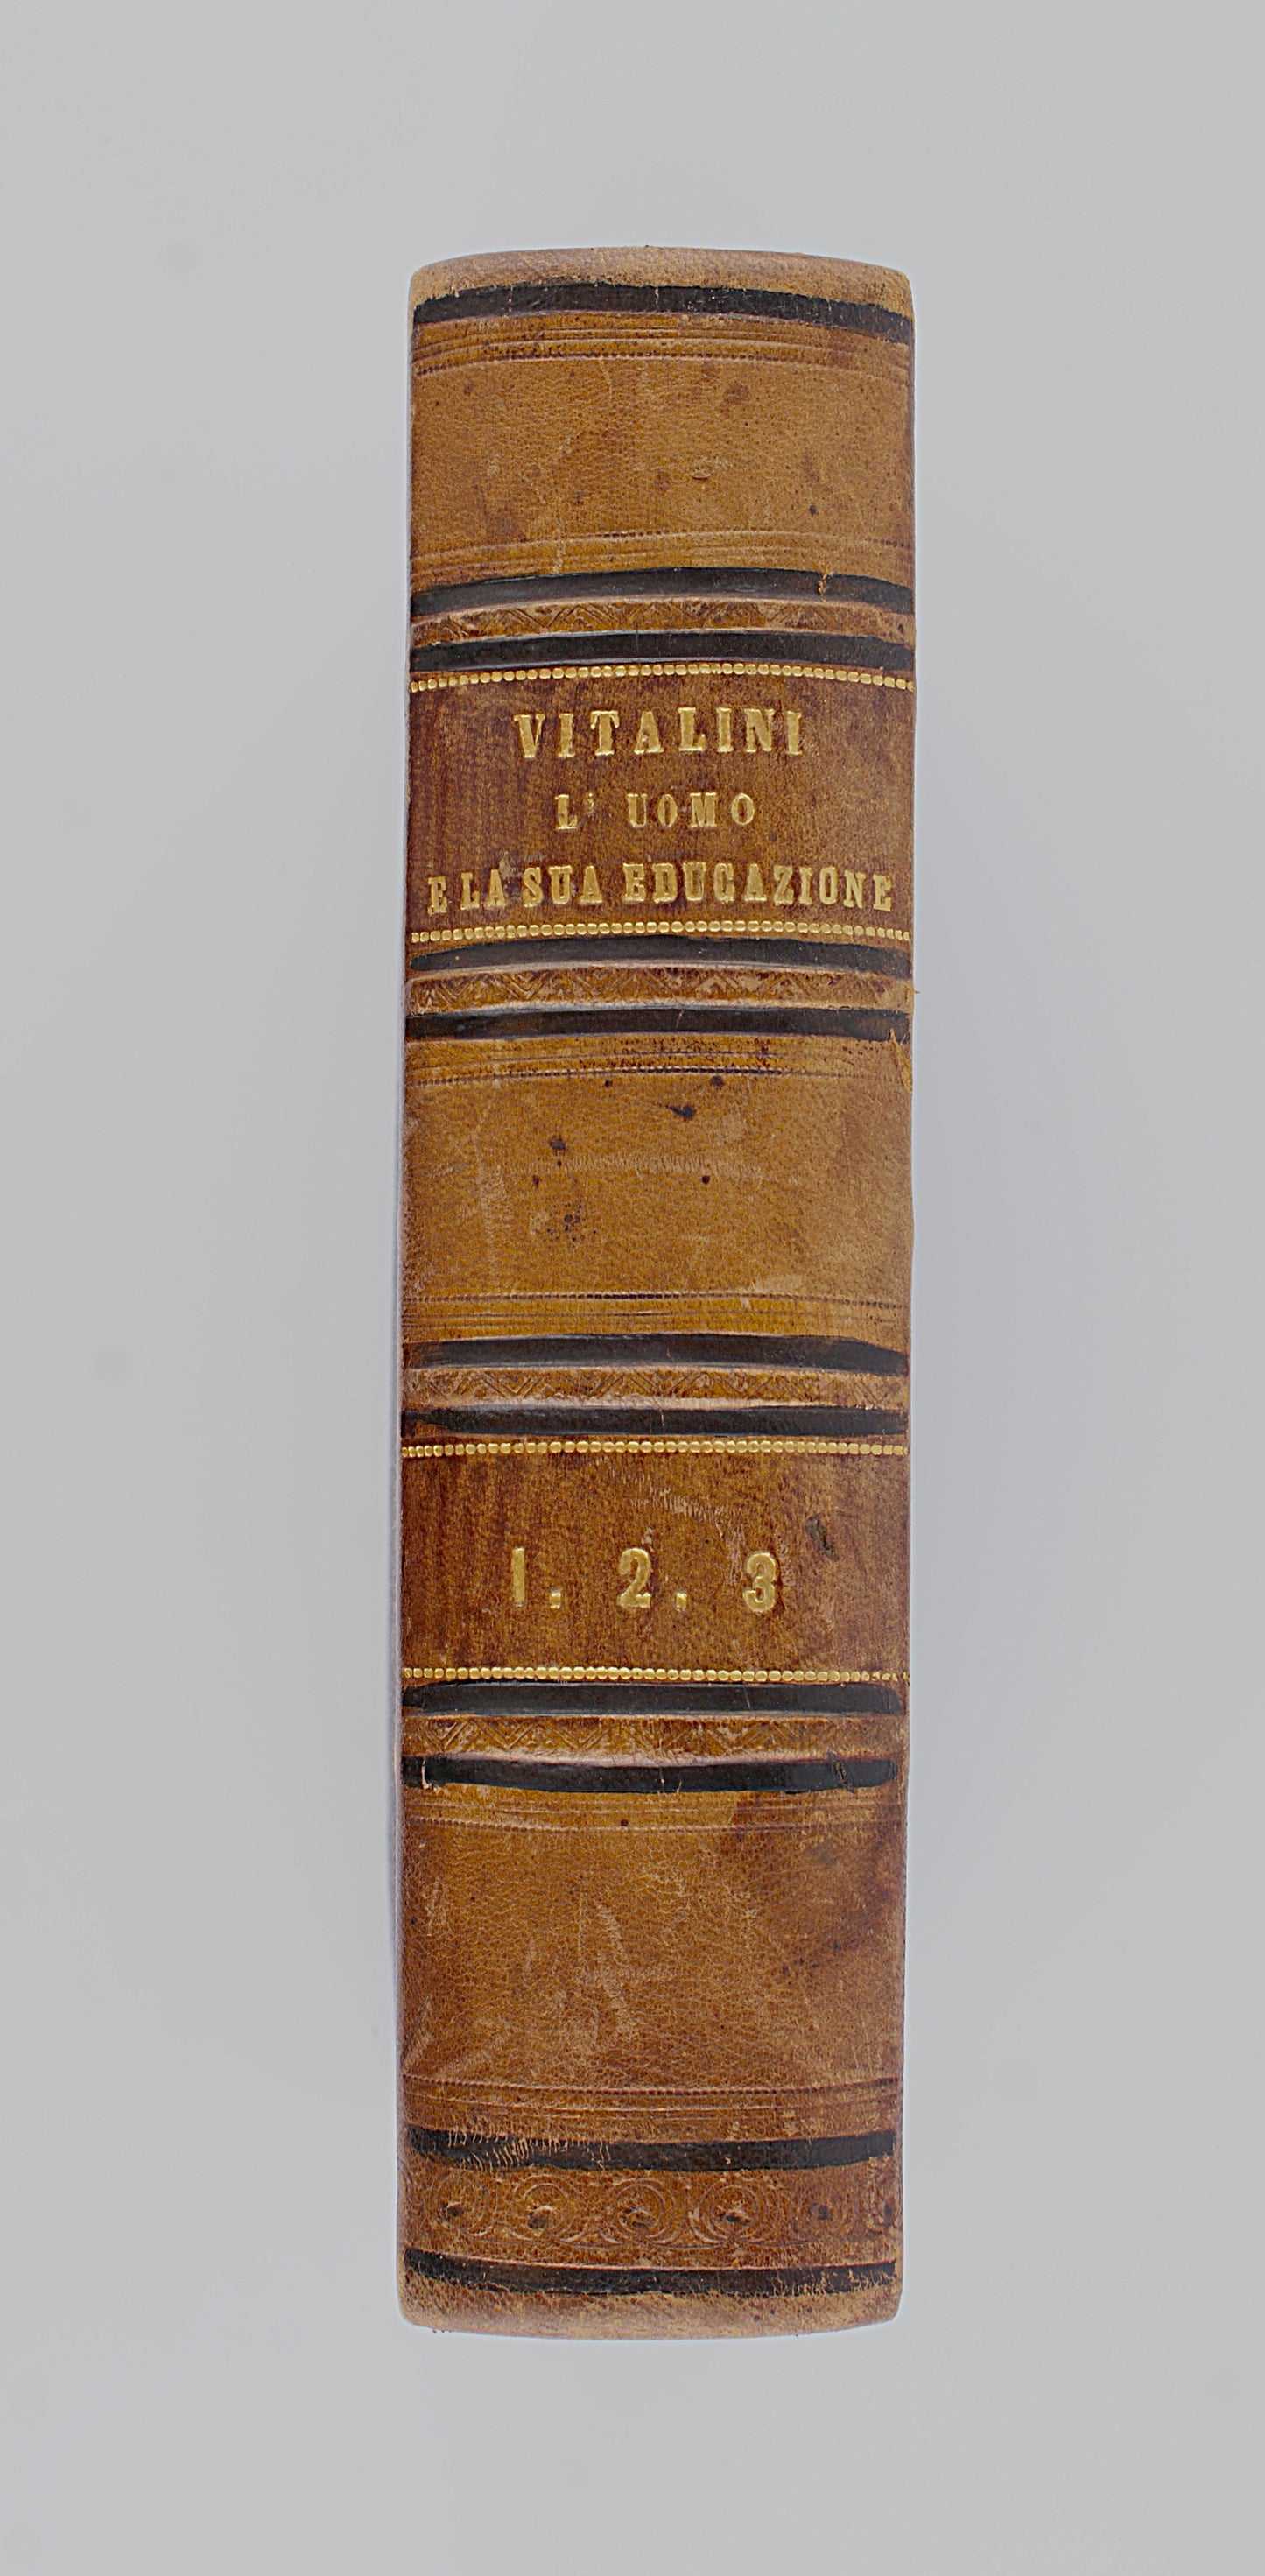 VITALINI
L' UOMO
E LA SUA EDUCAZIONE
1. 2. 3